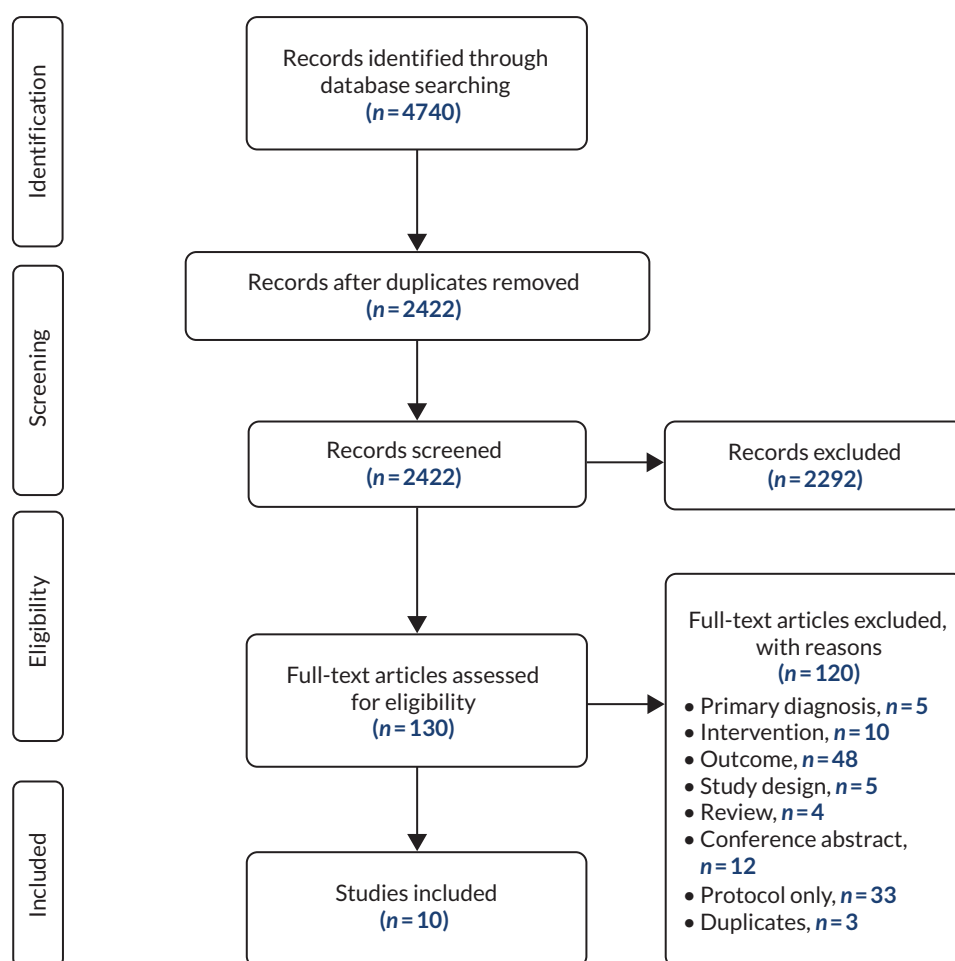 Identification
Records identified through
database searching
(n=4740)
Records after duplicates removed
(n=2422)
Screening
Records screened
(n=2422)
Records excluded
(n=2292)
Eligibility
Full-text articles assessed
for eligibility
(n=130)
Full-text articles excluded,
with reasons
(n=120)
• Primary diagnosis, n=5
• Intervention, n=10
• Outcome, n=48
• Study design, n=5
• Review, n=4
• Conference abstract,
n=12
• Protocol only, n=33
• Duplicates, n=3
Included
Studies included
(n=10)